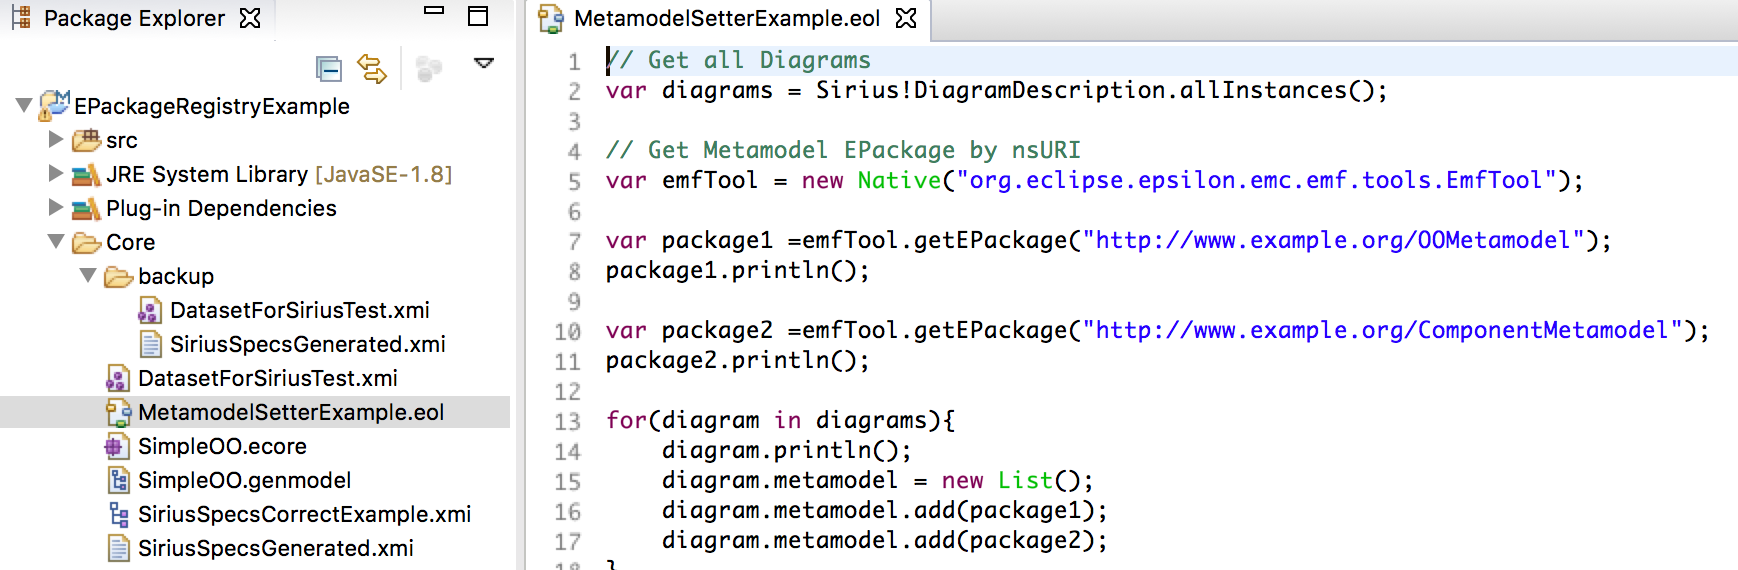 Package Explorer
EPackageRegistryExample
src
JRE System Library [JavaSE-1.8]
Plug-in Dependencies
Core
backup
DatasetForSiriusTest.xmi
SiriusSpecsGenerated.xmi
DatasetForSiriusTest.xmi
MetamodelSetterExample.eol
SimpleOO.ecore
SimpleOO.genmodel
SiriusSpecsCorrectExample.xmi
SiriusSpecsGenerated.xmi
MetamodelSetterExample.eol
1 // Get all Diagrams
2 var diagrams = Sirius!DiagramDescription.allInstances();
3
4 // Get Metamodel EPackage by nsURI
5 var emfTool = new Native("org.eclipse.epsilon.emc.emf.tools.EmfTool");
6
7 var package1 =emfTool.getEPackage("http://www.example.org/OOMetamodel");
8 package1.println();
9
10 var package2 =emfTool.getEPackage("http://www.example.org/ComponentMetamodel");
11 package2.println();
12
13 for(diagram in diagrams){
14 diagram.println();
15 diagram.metamodel = new List();
16 diagram.metamodel.add(package1);
17 diagram.metamodel.add(package2);
18 }